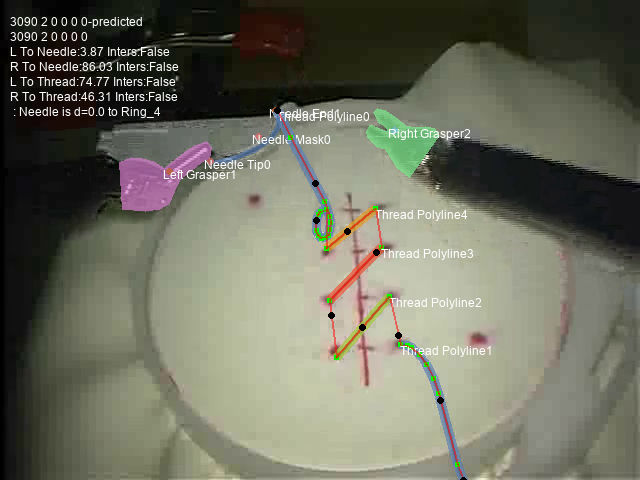 3090 2 0 0 0 0-predicted
3090 2 0 0 0 0
L To Needle:3.87 Inters:False
R To Needle:86.03 Inters:False
L To Thread:74.77 Inters:False
R To Thread:46.31 Inters:False
: Needle is d=0.0 to Ring_4
Thread Polyline0
Needle Mask0
Right Grasper2
Needle Tip0
Left Grasper1
Thread Polyline4
Thread Polyline3
Thread Polyline2
Thread Polyline1